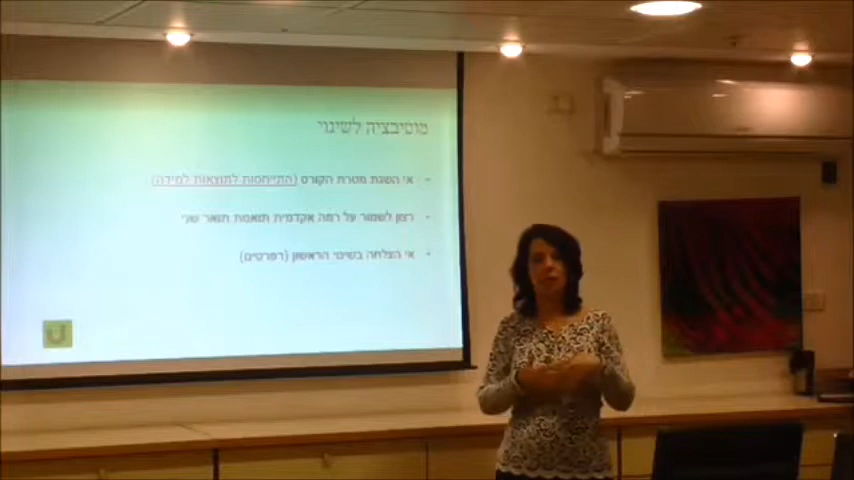 מוטיבציה לשינוי
- אי השגת מטרת הקורס (התייחסות לתוצאות למידה)
- רצון לשמור על רמה אקדמית תואמת תואר שני
- אי הצלחה בשינוי הראשון (רפרטים)